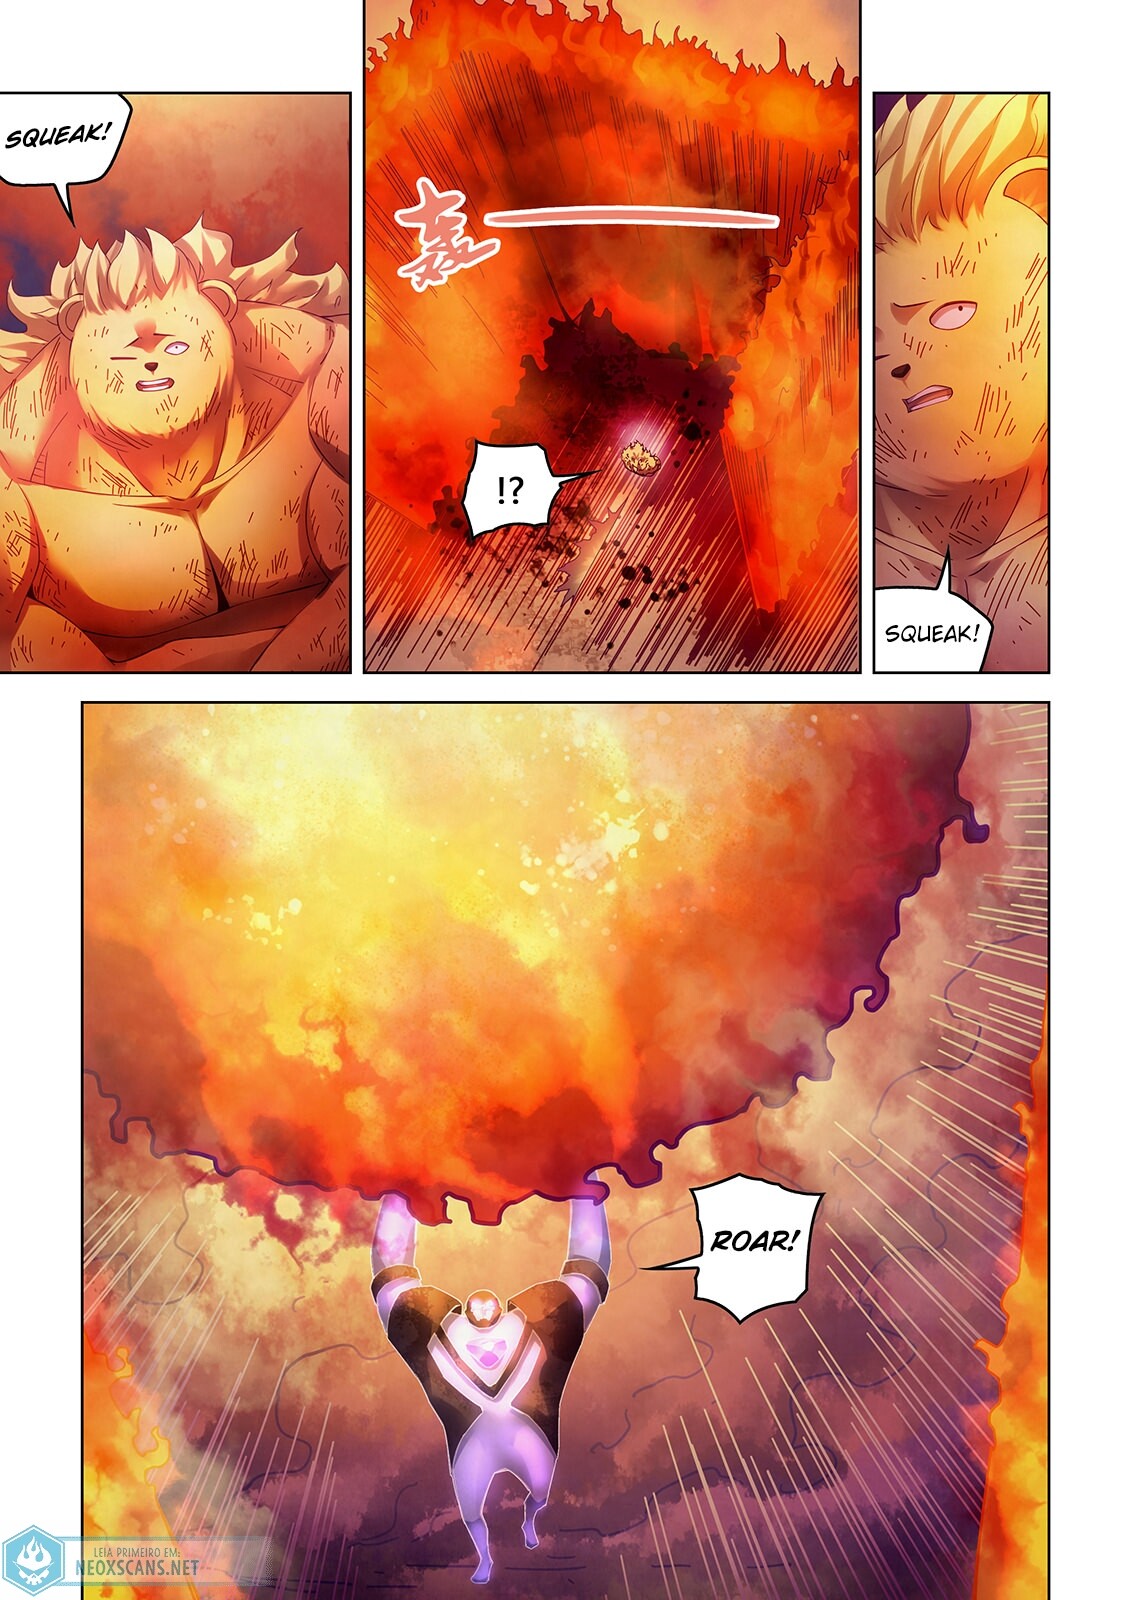 SQUEAK!
轰
!?
SQUEAK!
ROAR!
LEIA PRIMEIRO EM:
NEOXSCANS.NET